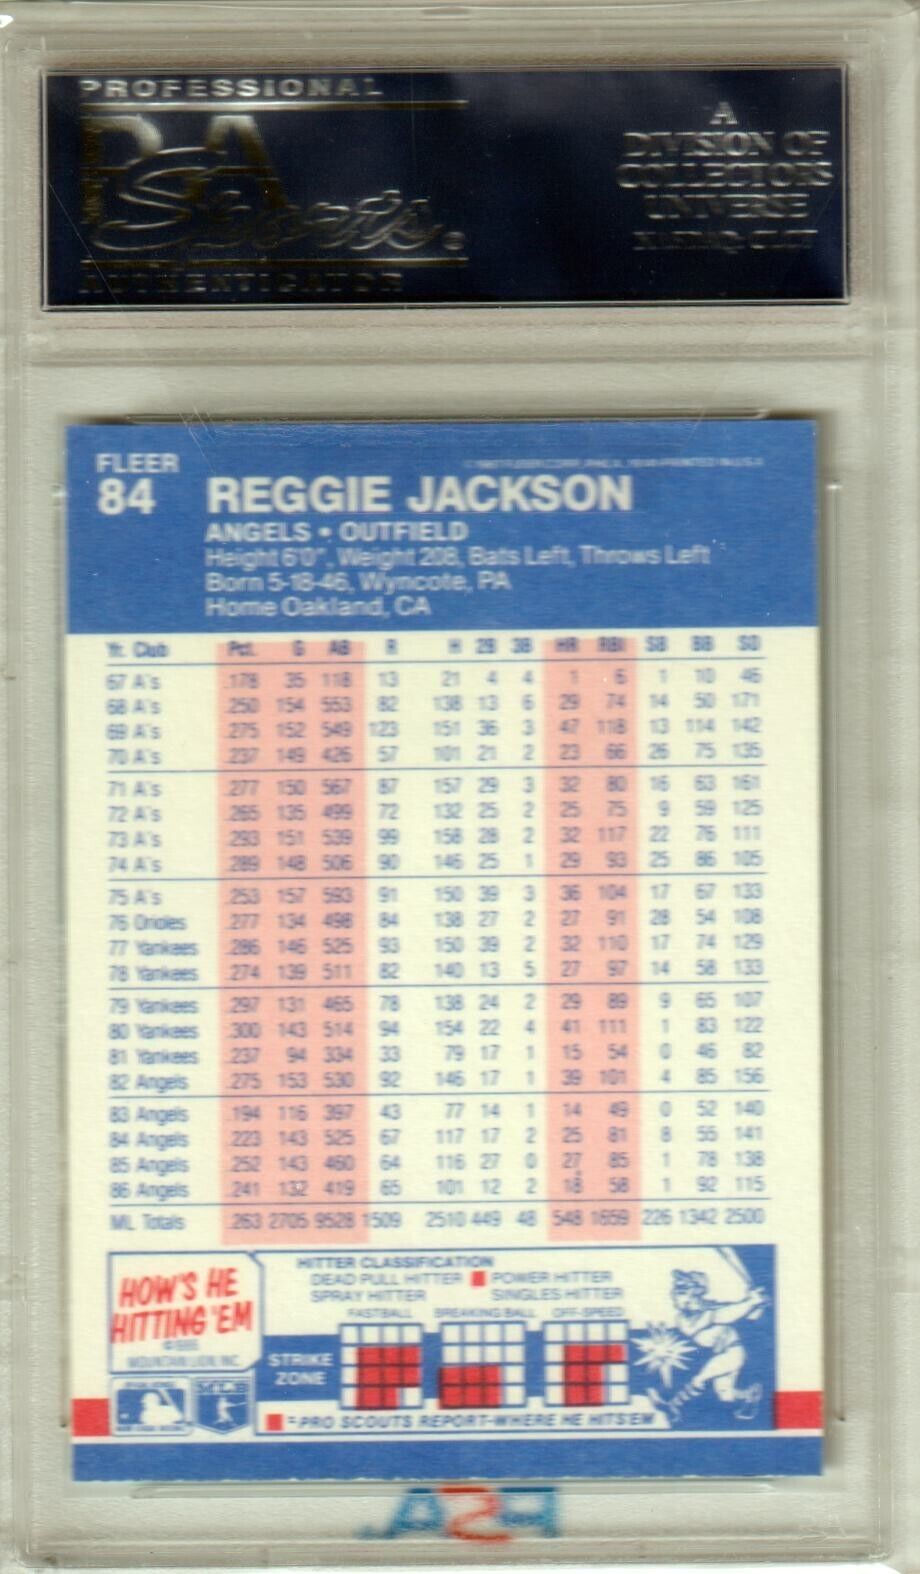 PROFESSIONAL
PSA
Sports
AUTHENTICATOR
A
DIVISION OF
COLLECTORS
UNIVERSE
NASDAQ: CLCT
FLEER
84
REGGIE JACKSON
ANGELS • OUTFIELD
Height 6'0", Weight 208, Bats Left, Throws Left
Born 5-18-46, Wyncote, PA
Home Oakland, CA
Yr. Club Pct. G AB R H 2B 3B HR RBI SB BB SO
67 A's .178 35 118 13 21 4 4 1 6 1 10 46
68 A's .250 154 553 82 138 13 6 29 74 14 50 171
69 A's .275 152 549 123 151 36 3 47 118 13 114 142
70 A's .237 149 426 57 101 21 2 23 66 26 75 135
71 A's .277 150 567 87 157 29 3 32 80 16 63 161
72 A's .265 135 499 72 132 25 2 25 75 9 59 125
73 A's .293 151 539 99 158 28 2 32 117 22 76 111
74 A's .289 148 506 90 146 25 1 29 93 25 86 105
75 A's .253 157 593 91 150 39 3 36 104 17 67 133
76 Orioles .277 134 498 84 138 27 2 27 91 28 54 108
77 Yankees .286 146 525 93 150 39 2 32 110 17 74 129
78 Yankees .274 139 511 82 140 13 5 27 97 14 58 133
79 Yankees .297 131 465 78 138 24 2 29 89 9 65 107
80 Yankees .300 143 514 94 154 22 4 41 111 1 83 122
81 Yankees .237 94 334 33 79 17 1 15 54 0 46 82
82 Angels .275 153 530 92 146 17 1 39 101 4 85 156
83 Angels .194 116 397 43 77 14 1 14 49 0 52 140
84 Angels .223 143 525 67 117 17 2 25 81 8 55 141
85 Angels .252 143 460 64 116 27 0 27 85 1 78 138
86 Angels .241 132 419 65 101 12 2 18 58 1 92 115
ML Totals .263 2705 9528 1509 2510 449 48 548 1659 226 1342 2500
HOW'S HE
HITTING 'EM
MOUNTAIN LION, INC.
HITTER CLASSIFICATION
DEAD PULL HITTER POWER HITTER
SPRAY HITTER SINGLES HITTER
FASTBALL BREAKING BALL OFF-SPEED
STRIKE
ZONE
=PRO SCOUTS REPORT-WHERE HE HITS EM
PSA